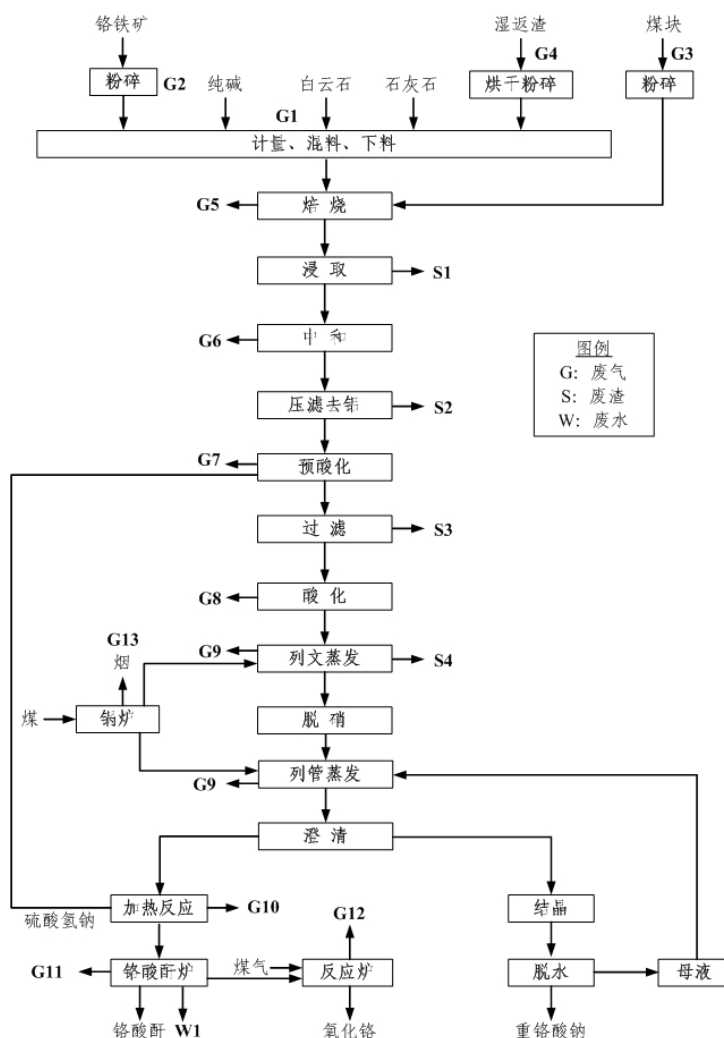 铬铁矿
湿返渣
煤块
G4
G3
粉碎
G2
纯碱
白云石
石灰石
烘干粉碎
粉碎
G1
计量、混料、下料
G5
焙烧
浸取
S1
G6
中和
图例
G: 废气
S: 废渣
W: 废水
压滤去铝
S2
G7
预酸化
过滤
S3
G8
酸化
G13
烟
G9
列文蒸发
S4
煤
锅炉
脱硝
列管蒸发
G9
澄清
硫酸氢钠
加热反应
G10
G12
结晶
G11
铬酸酐炉
煤气
反应炉
脱水
母液
铬酸酐
W1
氧化铬
重铬酸钠